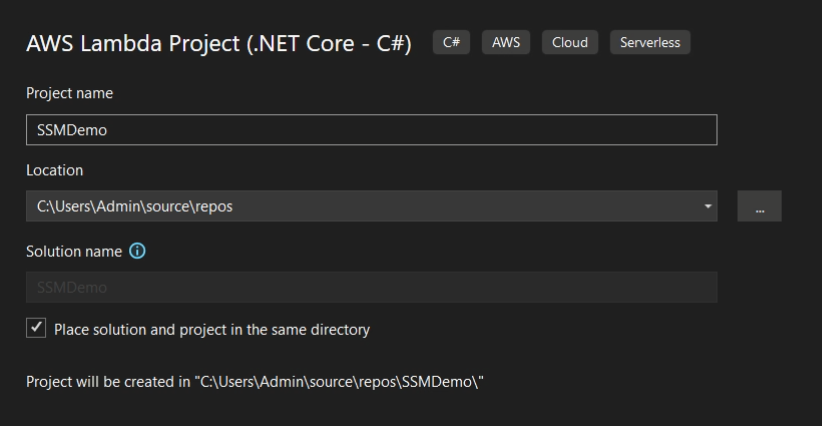 AWS Lambda Project (.NET Core - C#) C# AWS Cloud Serverless
Project name
SSMDemo
Location
C:\Users\Admin\source\repos
...
Solution name
SSMDemo
Place solution and project in the same directory
Project will be created in "C:\Users\Admin\source\repos\SSMDemo\"